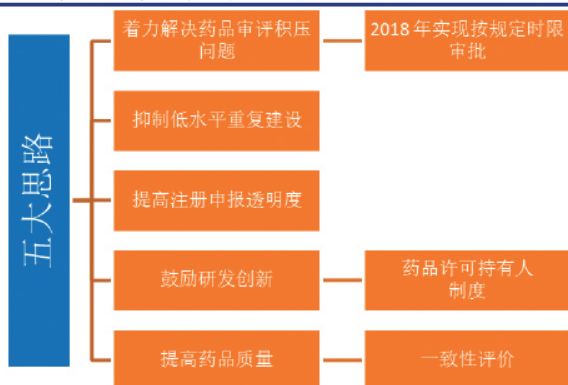 五大思路
着力解决药品审评积压
问题
2018年实现按规定时限
审批
抑制低水平重复建设
提高注册申报透明度
鼓励研发创新
药品许可持有人
制度
提高药品质量
一致性评价